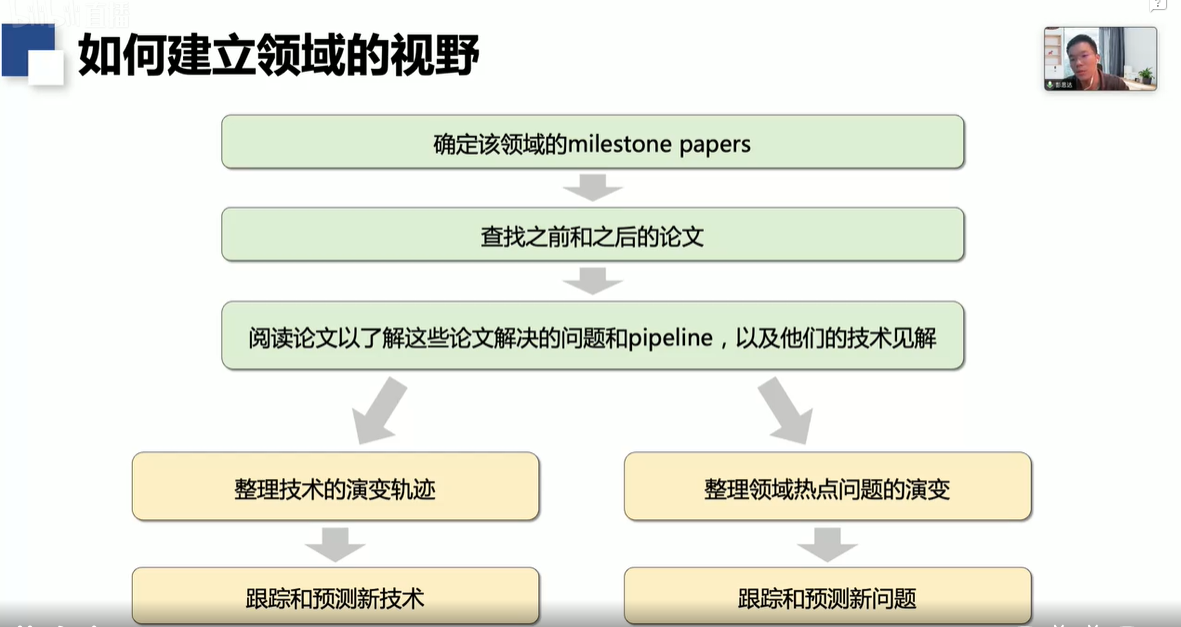 如何建立领域的视野
确定该领域的milestone papers
查找之前和之后的论文
阅读论文以了解这些论文解决的问题和pipeline，以及他们的技术见解
整理技术的演变轨迹
整理领域热点问题的演变
跟踪和预测新技术
跟踪和预测新问题